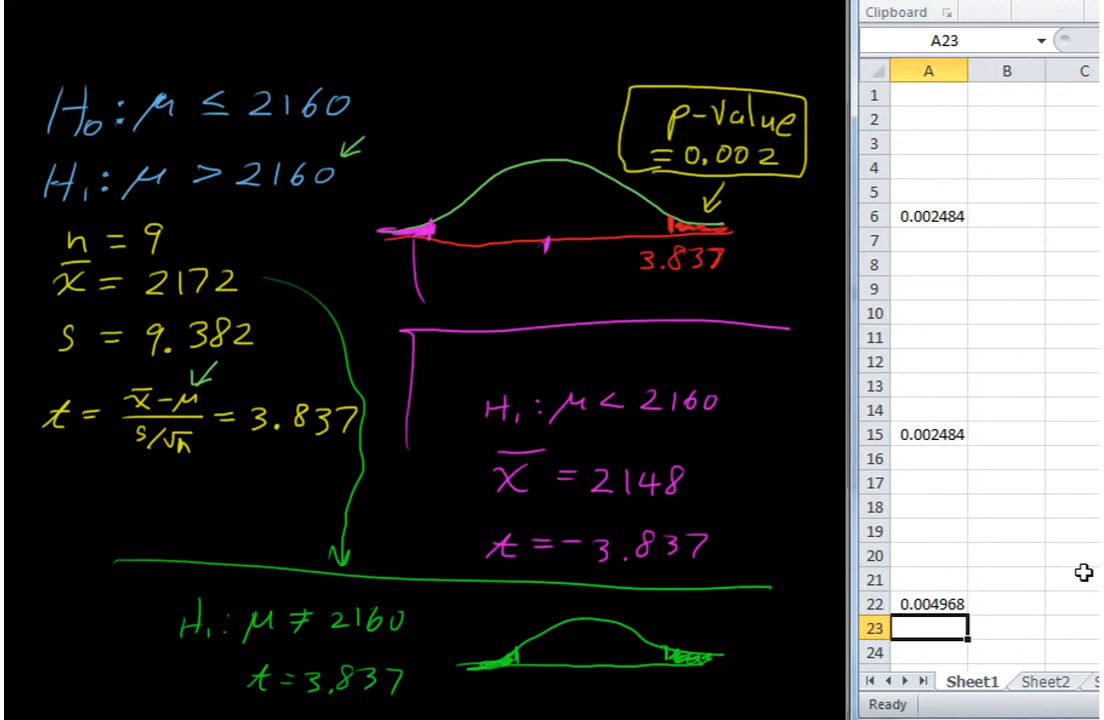 H₀: μ ≤ 2160
H₁: μ > 2160
n = 9
x̄ = 2172
s = 9.382
t = x̄-μ / s/√n = 3.837
p-value
= 0.002
3.837
H₁: μ < 2160
x̄ = 2148
t = -3.837
H₁: μ ≠ 2160
t = 3.837
Clipboard
A23
A B C
1
2
3
4
5
6 0.002484
7
8
9
10
11
12
13
14
15 0.002484
16
17
18
19
20
21
22 0.004968
23
24
Sheet1 Sheet2 S
Ready